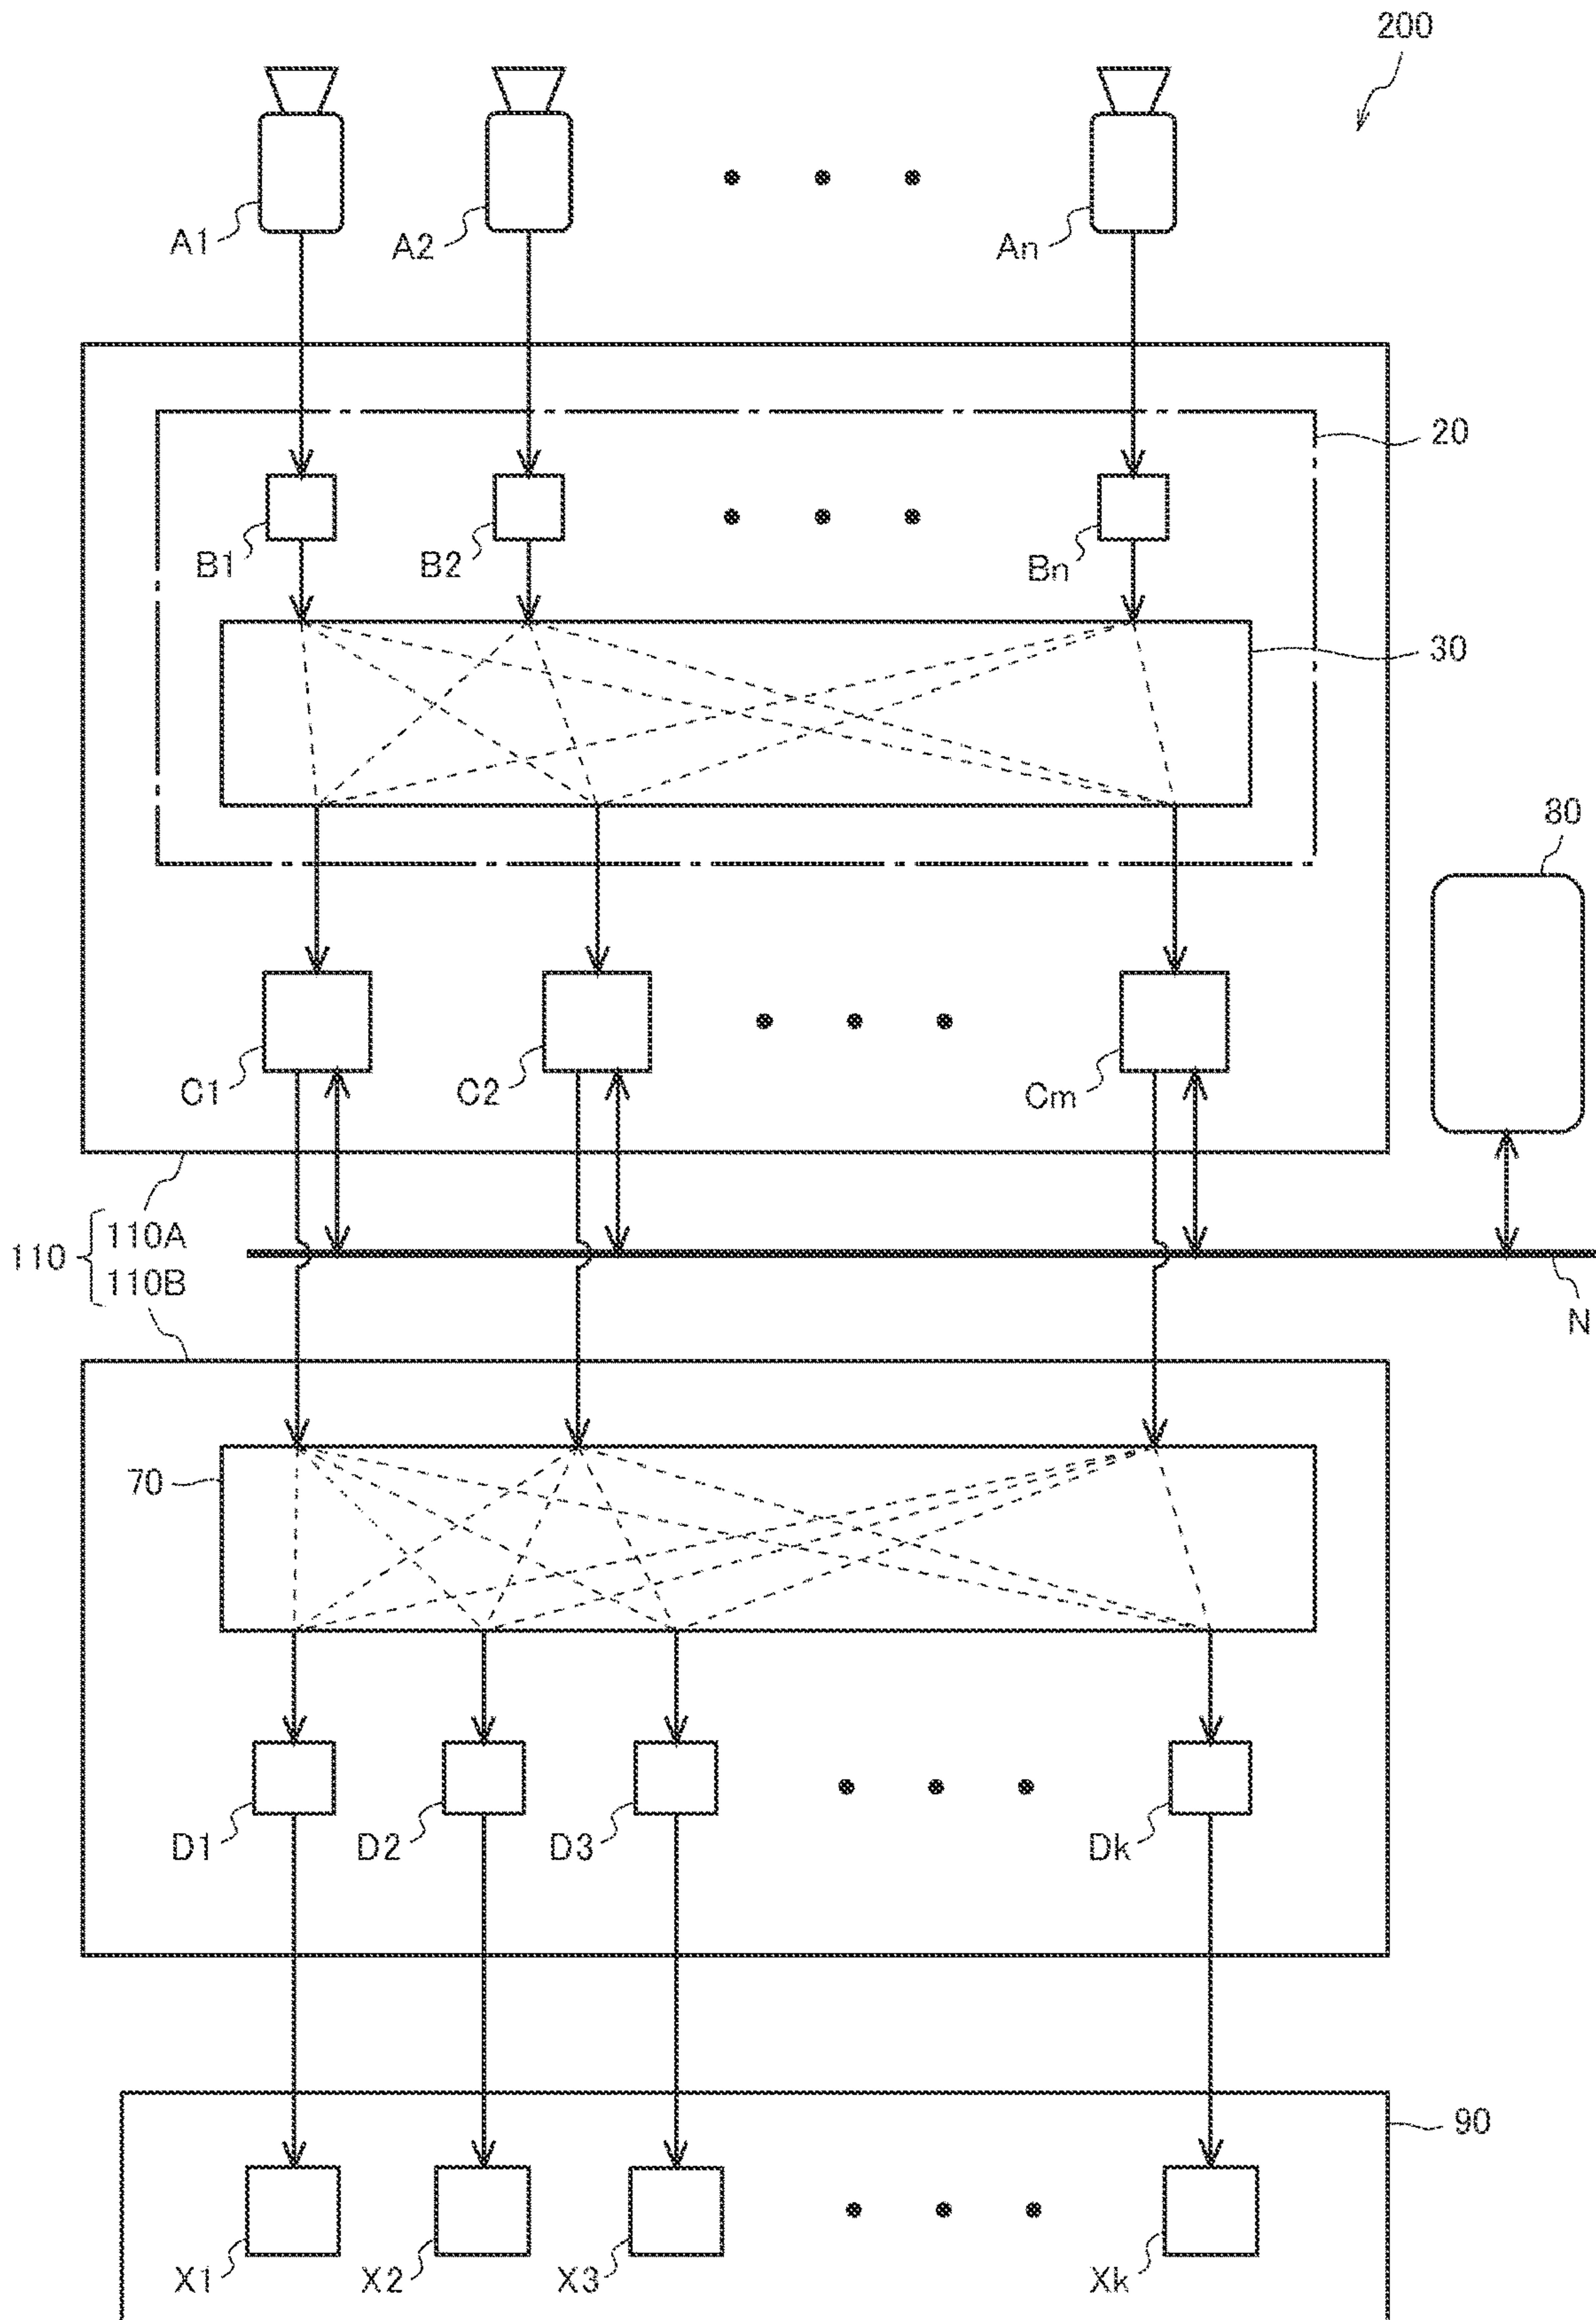 200
A1 A2 An
20
B1 B2 Bn
30
80
C1 C2 Cm
110 { 110A
110B
N
70
D1 D2 D3 Dk
90
X1 X2 X3 Xk